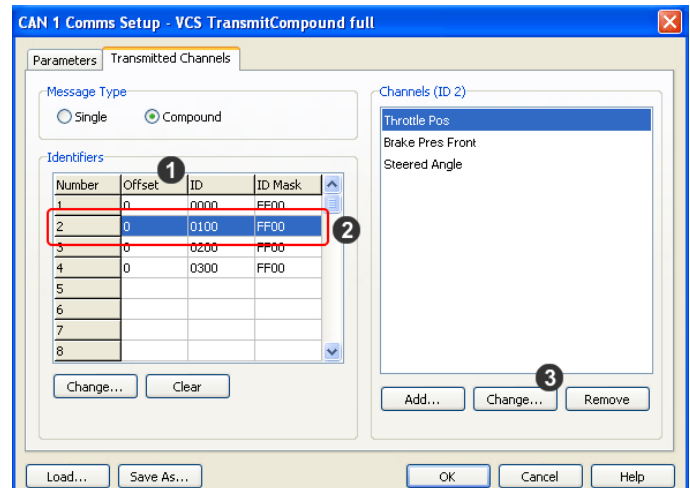 CAN 1 Comms Setup - VCS TransmitCompound full
Parameters Transmitted Channels
Message Type
Single Compound
Identifiers
1
Number Offset ID ID Mask
1 0 0000 FF00
2 0 0100 FF00
2
3 0 0200 FF00
4 0 0300 FF00
5
6
7
8
Change... Clear
Channels (ID 2)
Throttle Pos
Brake Pres Front
Steered Angle
3
Add... Change... Remove
Load... Save As... OK Cancel Help